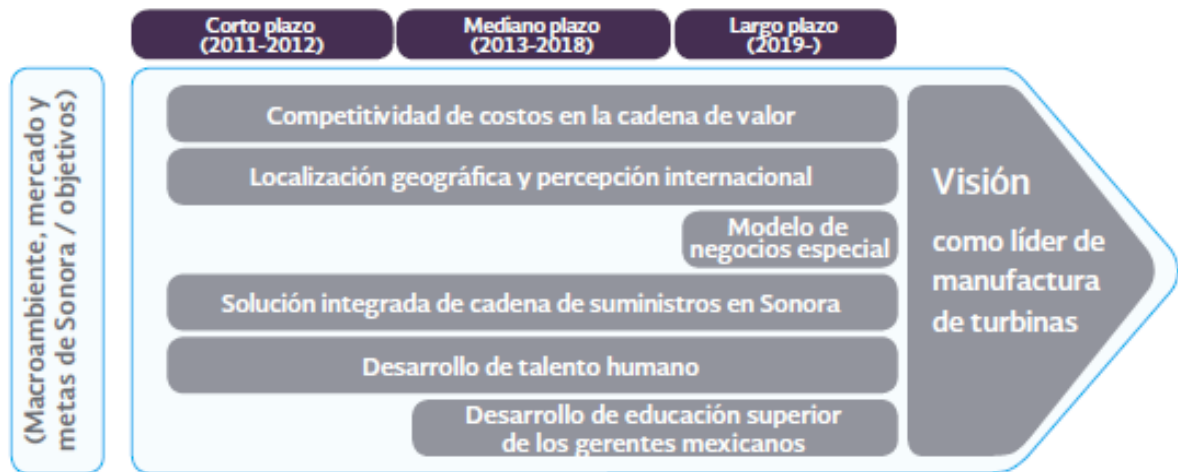 Corto plazo
(2011-2012)
Mediano plazo
(2013-2018)
Largo plazo
(2019-)
(Macroambiente, mercado y
metas de Sonora / objetivos)
Competitividad de costos en la cadena de valor
Localización geográfica y percepción internacional
Modelo de
negocios especial
Solución integrada de cadena de suministros en Sonora
Desarrollo de talento humano
Desarrollo de educación superior
de los gerentes mexicanos
Visión
como líder de
manufactura
de turbinas